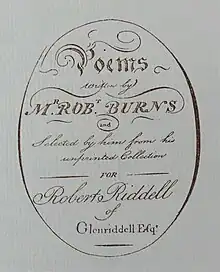 Poems
written by
Mr. Robt. BURNS
and
Selected by him from his
unprinted Collection
FOR
Robert Riddell
of
Glenriddell Esqr.